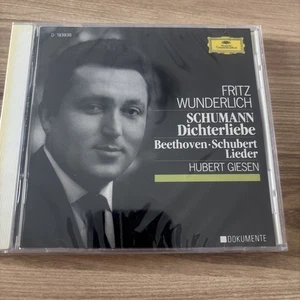 FRITZ
WUNDERLICH
SCHUMANN
Dichterliebe
Beethoven·Schubert
Lieder
HUBERT GIESEN
DOKUMENTE